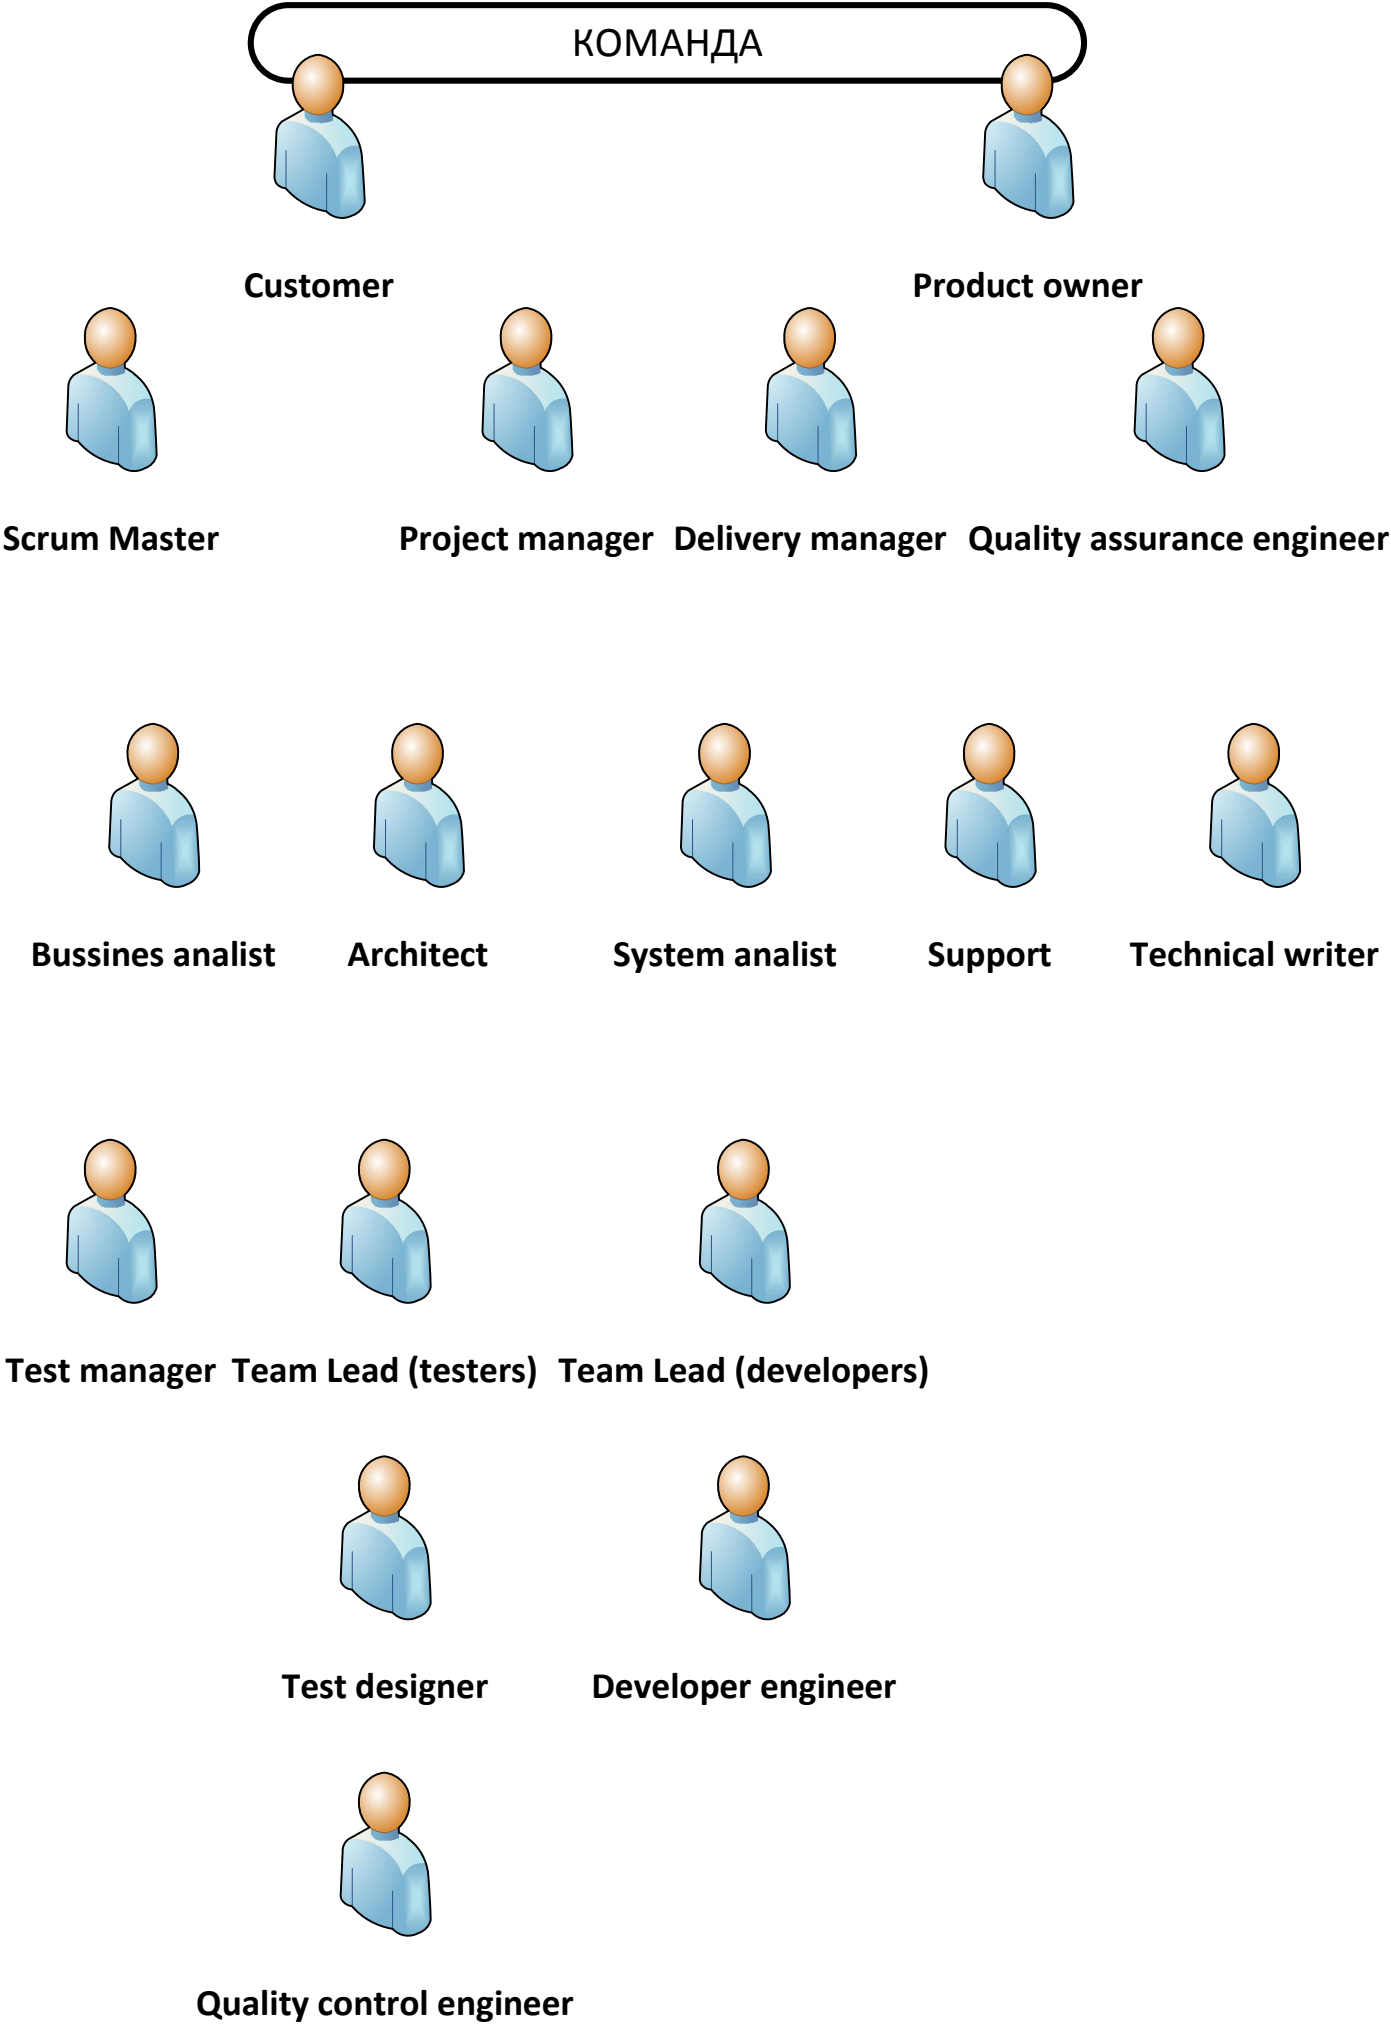 КОМАНДА
Customer
Product owner
Scrum Master
Project manager
Delivery manager
Quality assurance engineer
Bussines analist
Architect
System analist
Support
Technical writer
Test manager
Team Lead (testers)
Team Lead (developers)
Test designer
Developer engineer
Quality control engineer